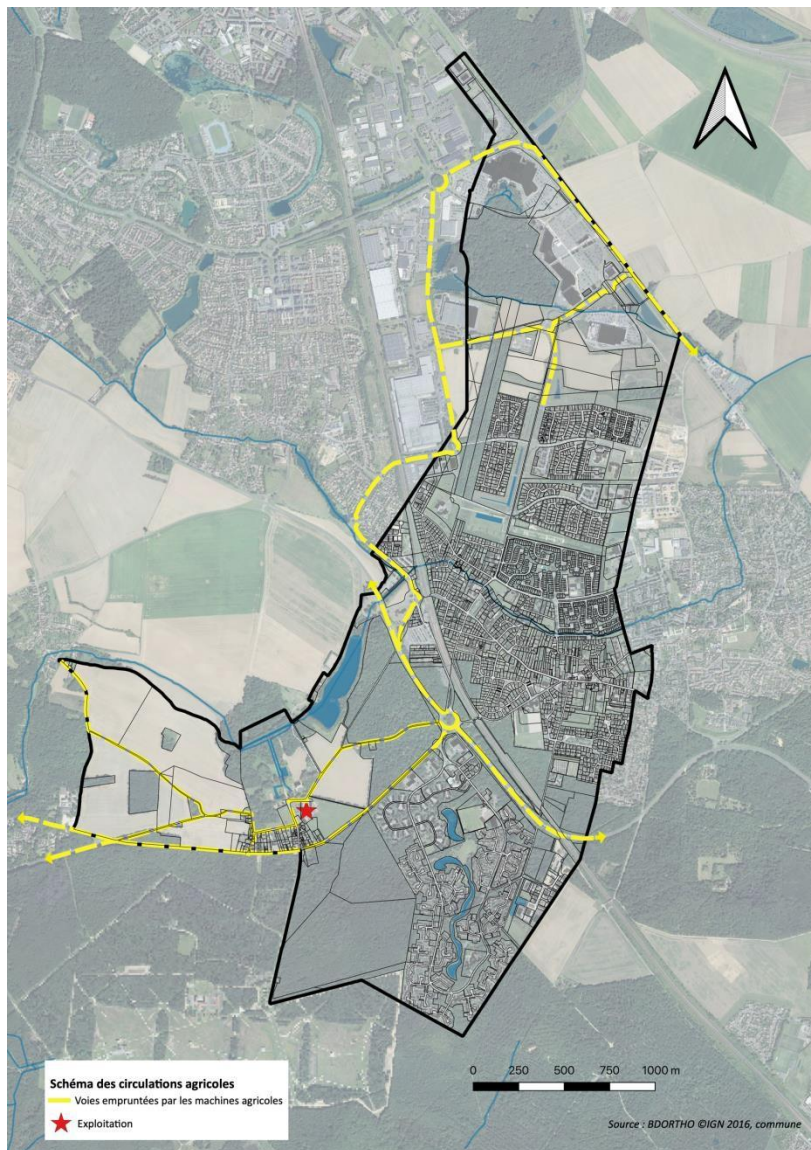 Schéma des circulations agricoles
Voies empruntées par les machines agricoles
Exploitation
0 250 500 750 1000 m
Source : BDORTHO ©IGN 2016, commune